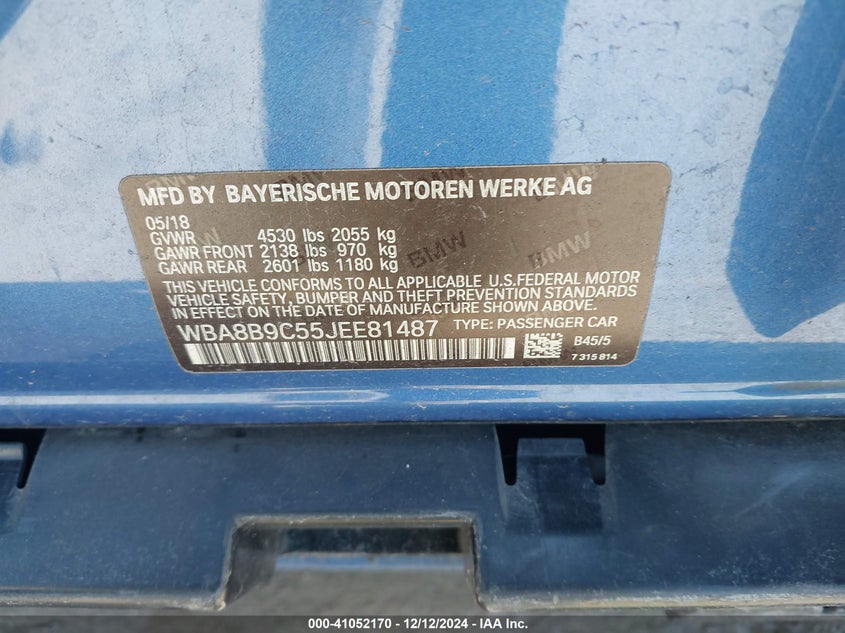 MFD BY BAYERISCHE MOTOREN WERKE AG
05/18
GVWR 4530 lbs 2055 kg
GAWR FRONT 2138 lbs 970 kg
GAWR REAR 2601 lbs 1180 kg
BMW BMW
THIS VEHICLE CONFORMS TO ALL APPLICABLE U.S.FEDERAL MOTOR
VEHICLE SAFETY, BUMPER AND THEFT PREVENTION STANDARDS
IN EFFECT ON DATE OF MANUFACTURE SHOWN ABOVE.
WBA8B9C55JEE81487 TYPE: PASSENGER CAR
B45/5
7 315 814
000-41052170 - 12/12/2024 - IAA Inc.